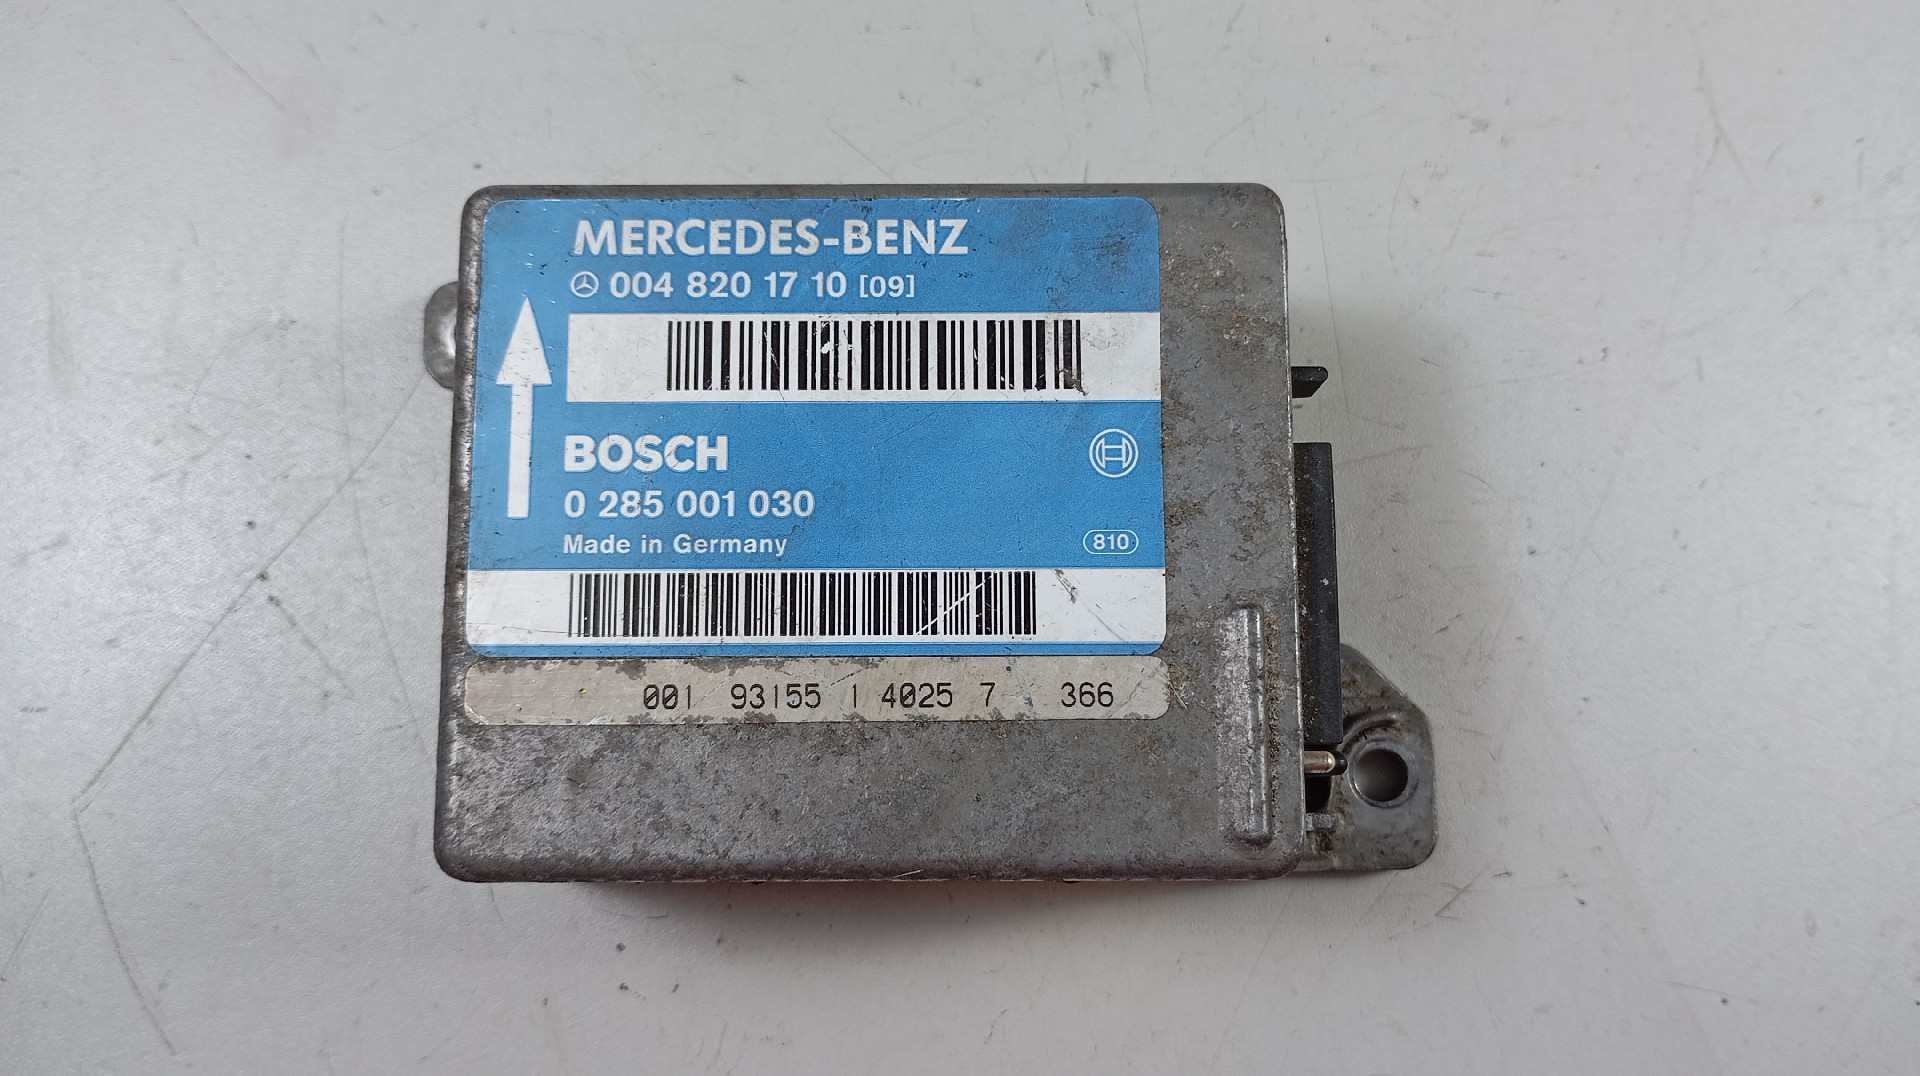 MERCEDES-BENZ
004 820 17 10 [09]
BOSCH
0 285 001 030
Made in Germany
810
001 93155 1 4025 7 366